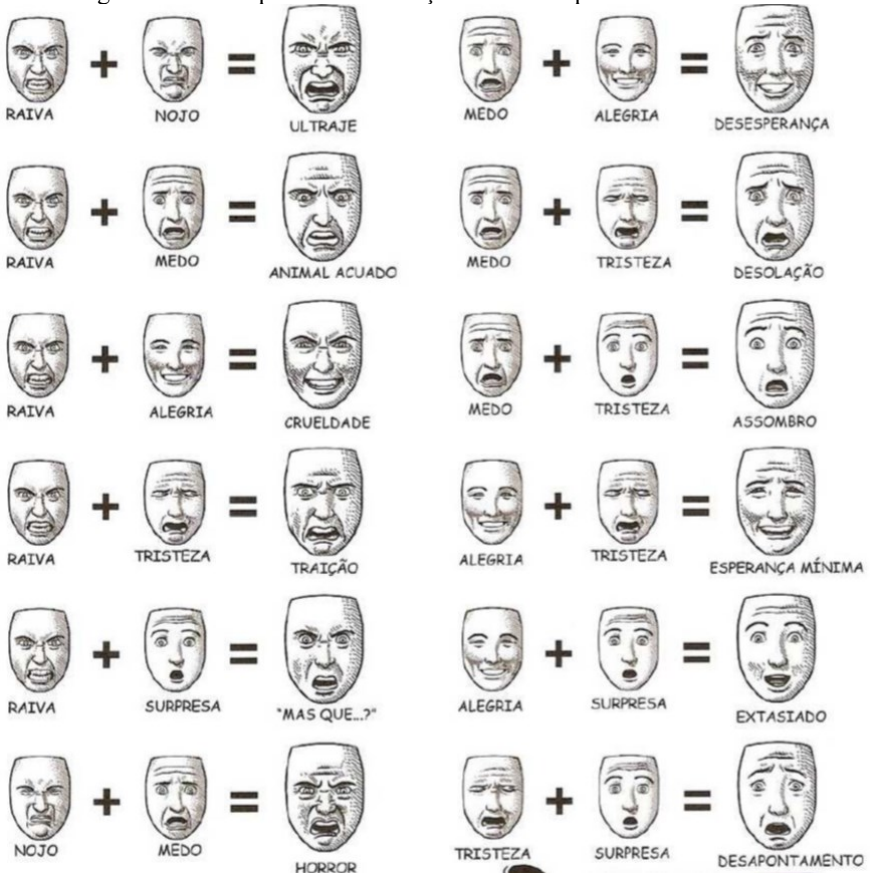 RAIVA + NOJO = ULTRAJE
MEDO + ALEGRIA = DESESPERANÇA
RAIVA + MEDO = ANIMAL ACUADO
MEDO + TRISTEZA = DESOLAÇÃO
RAIVA + ALEGRIA = CRUELDADE
MEDO + TRISTEZA = ASSOMBRO
RAIVA + TRISTEZA = TRAIÇÃO
ALEGRIA + TRISTEZA = ESPERANÇA MÍNIMA
RAIVA + SURPRESA = "MAS QUE...?"
ALEGRIA + SURPRESA = EXTASIADO
NOJO + MEDO = HORROR
TRISTEZA + SURPRESA = DESAPONTAMENTO